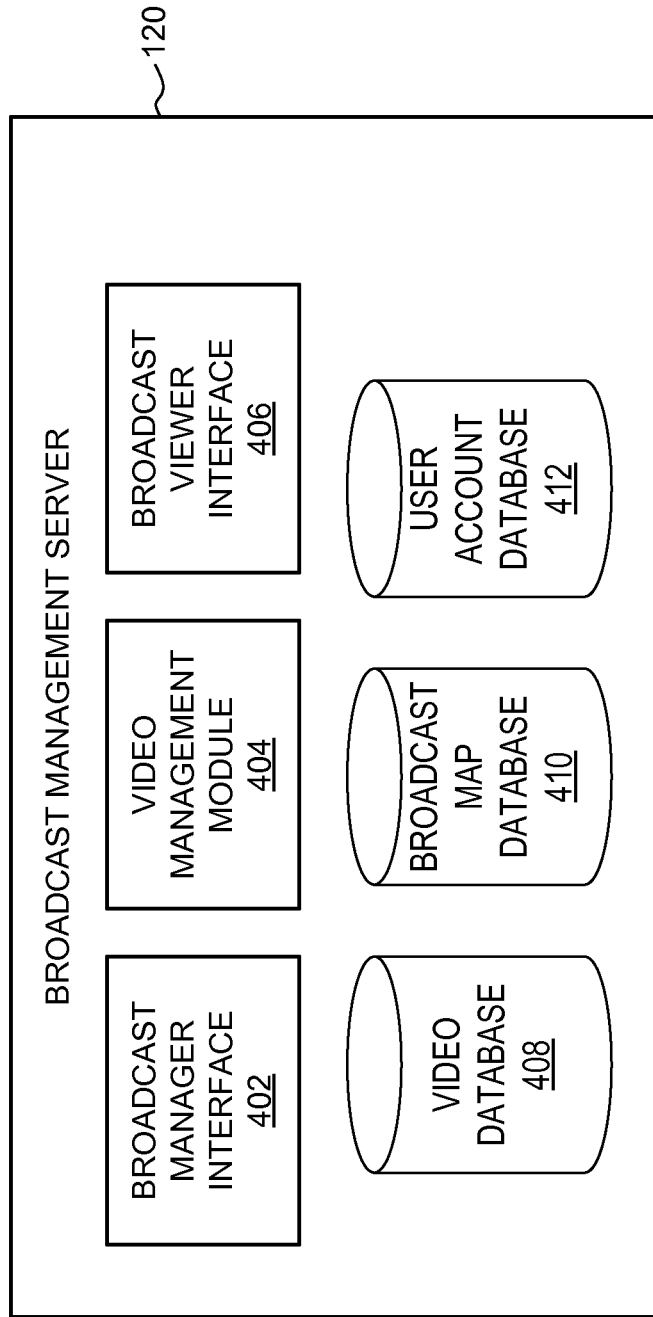 BROADCAST MANAGEMENT SERVER
120
BROADCAST
MANAGER
INTERFACE
402
VIDEO
MANAGEMENT
MODULE
404
BROADCAST
VIEWER
INTERFACE
406
VIDEO
DATABASE
408
BROADCAST
MAP
DATABASE
410
USER
ACCOUNT
DATABASE
412